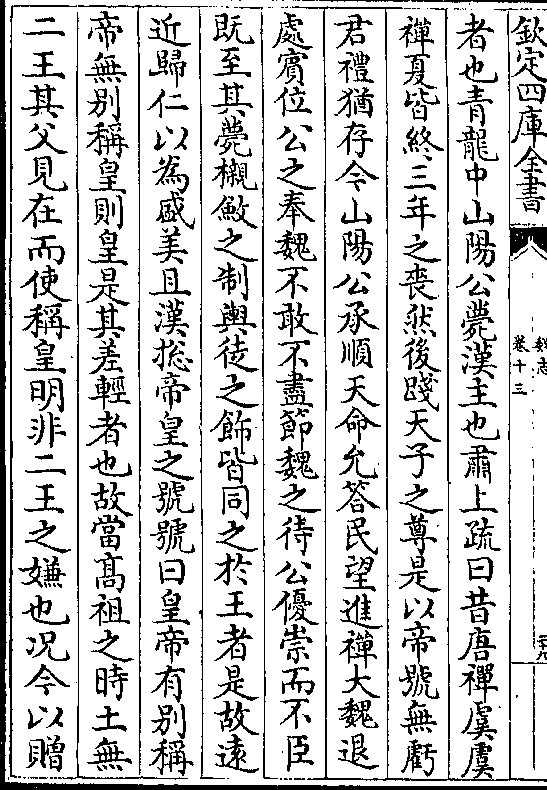 欽定四庫全書
魏志
卷十三
二十九
者也青龍中山陽公薨漢主也肅上疏曰昔唐禪虞虞
禪夏皆終三年之喪然後踐天子之尊是以帝號無虧
君禮猶存今山陽公承順天命允答民望進禪大魏退
處賓位公之奉魏不敢不盡節魏之待公優崇而不臣
既至其薨櫬斂之制輿徒之飾皆同之於王者是故逺
近歸仁以為盛美且漢捴帝皇之號號曰皇帝有别稱
帝無别稱皇則皇是其差輕者也故當髙祖之時土無
二王其父見在而使稱皇明非二王之嫌也况今以贈